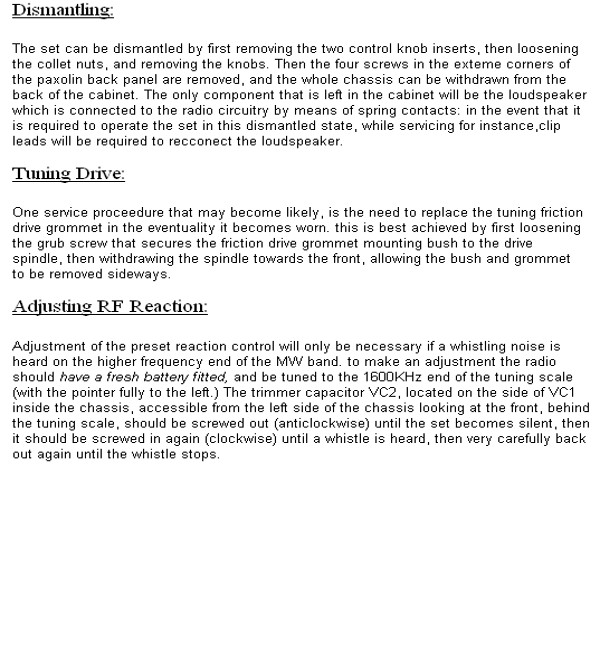 Dismantling:
The set can be dismantled by first removing the two control knob inserts, then loosening
the collet nuts, and removing the knobs. Then the four screws in the exteme corners of
the paxolin back panel are removed, and the whole chassis can be withdrawn from the
back of the cabinet. The only component that is left in the cabinet will be the loudspeaker
which is connected to the radio circuitry by means of spring contacts: in the event that it
is required to operate the set in this dismantled state, while servicing for instance,clip
leads will be required to recconect the loudspeaker.
Tuning Drive:
One service proceedure that may become likely, is the need to replace the tuning friction
drive grommet in the eventuality it becomes worn. this is best achieved by first loosening
the grub screw that secures the friction drive grommet mounting bush to the drive
spindle, then withdrawing the spindle towards the front, allowing the bush and grommet
to be removed sideways.
Adjusting RF Reaction:
Adjustment of the preset reaction control will only be necessary if a whistling noise is
heard on the higher frequency end of the MW band. to make an adjustment the radio
should have a fresh battery fitted, and be tuned to the 1600KHz end of the tuning scale
(with the pointer fully to the left.) The trimmer capacitor VC2, located on the side of VC1
inside the chassis, accessible from the left side of the chassis looking at the front, behind
the tuning scale, should be screwed out (anticlockwise) until the set becomes silent, then
it should be screwed in again (clockwise) until a whistle is heard, then very carefully back
out again until the whistle stops.